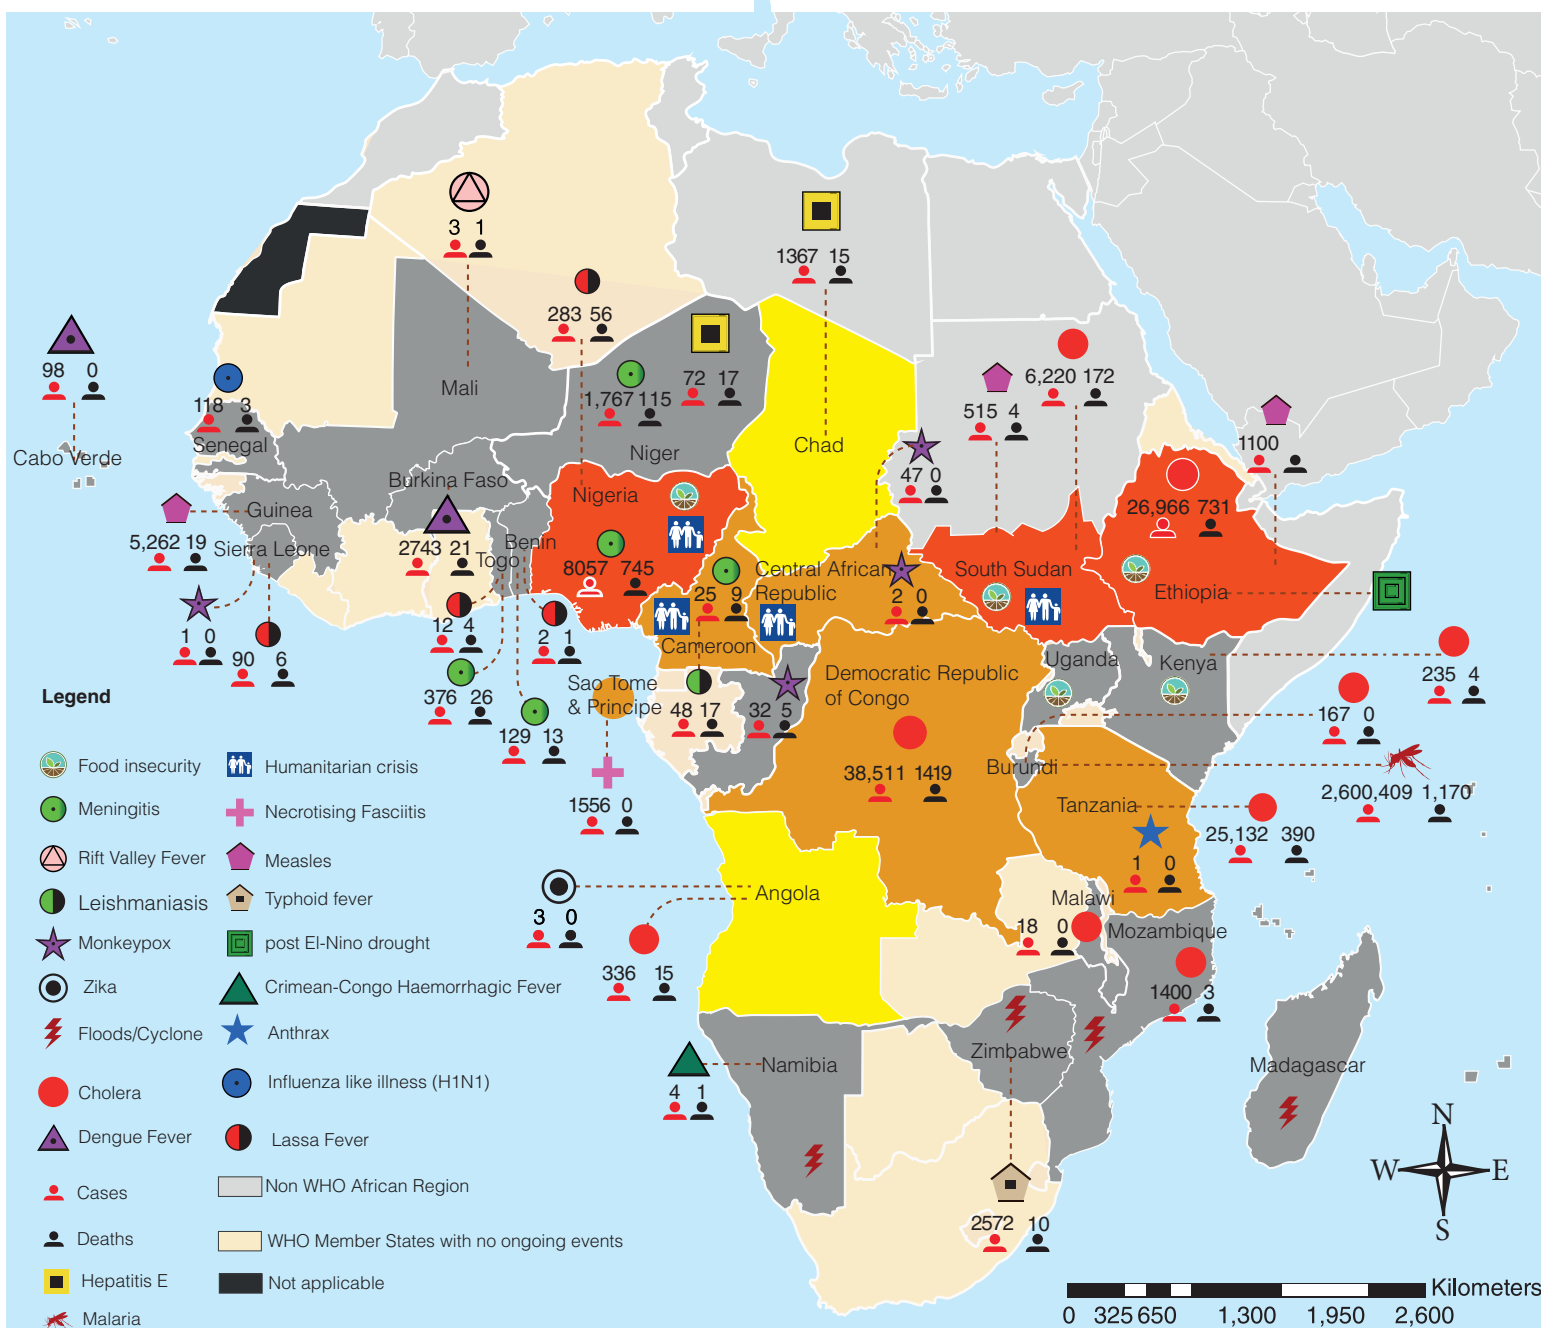 3 1
1367 15
283 56
98 0
72 17
6,220 172
118 3
Mali
1,767 115
515 4
Senegal
Chad
1100
Cabo Verde
Niger
Burkina Faso
Nigeria
47 0
26,966 731
Guinea
5,262 19
Sierra Leone
2743 21
Togo
Benin
8057 745
Central African
Republic
South Sudan
Ethiopia
25 9
2 0
12 4
2 1
1 0
90 6
Cameroon
Uganda
Kenya
Democratic Republic
of Congo
Sao Tome
& Principe
235 4
376 26
48 17
32 5
167 0
129 13
Burundi
38,511 1419
2,600,409 1,170
1556 0
Tanzania
25,132 390
1 0
Angola
Malawi
3 0
18 0
Mozambique
336 15
1400 3
Namibia
Zimbabwe
Madagascar
4 1
2572 10
Legend
Food insecurity
Humanitarian crisis
Meningitis
Necrotising Fasciitis
Rift Valley Fever
Measles
Leishmaniasis
Typhoid fever
Monkeypox
post El-Nino drought
Zika
Crimean-Congo Haemorrhagic Fever
Floods/Cyclone
Anthrax
Cholera
Influenza like illness (H1N1)
Dengue Fever
Lassa Fever
Cases
Non WHO African Region
Deaths
WHO Member States with no ongoing events
Hepatitis E
Not applicable
Malaria
N
W E
S
Kilometers
0 325 650 1,300 1,950 2,600